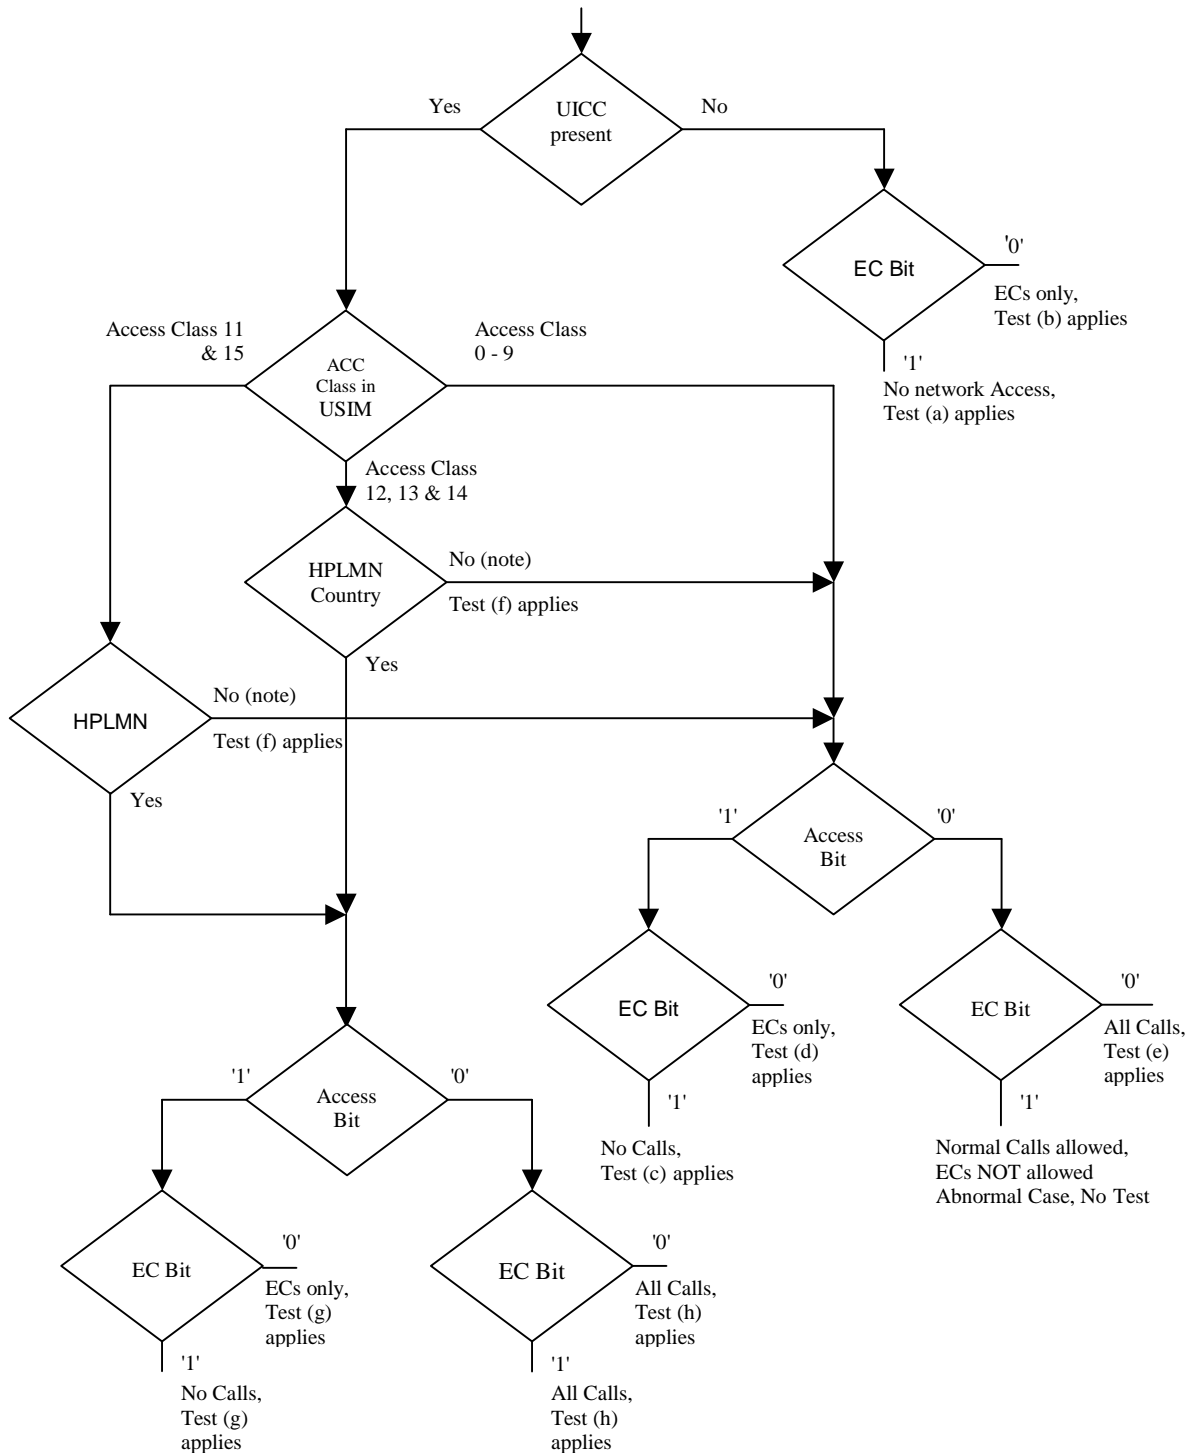 Yes
UICC
present
No
EC Bit
'0'
ECs only,
Test (b) applies
'1'
No network Access,
Test (a) applies
Access Class 11
& 15
ACC
Class in
USIM
Access Class
0 - 9
Access Class
12, 13 & 14
HPLMN
Country
No (note)
Test (f) applies
Yes
HPLMN
No (note)
Test (f) applies
Yes
'1'
Access
Bit
'0'
EC Bit
'0'
ECs only,
Test (d)
applies
'1'
No Calls,
Test (c) applies
EC Bit
'0'
All Calls,
Test (e)
applies
'1'
Normal Calls allowed,
ECs NOT allowed
Abnormal Case, No Test
'1'
Access
Bit
'0'
EC Bit
'0'
ECs only,
Test (g)
applies
'1'
No Calls,
Test (g)
applies
EC Bit
'0'
All Calls,
Test (h)
applies
'1'
All Calls,
Test (h)
applies